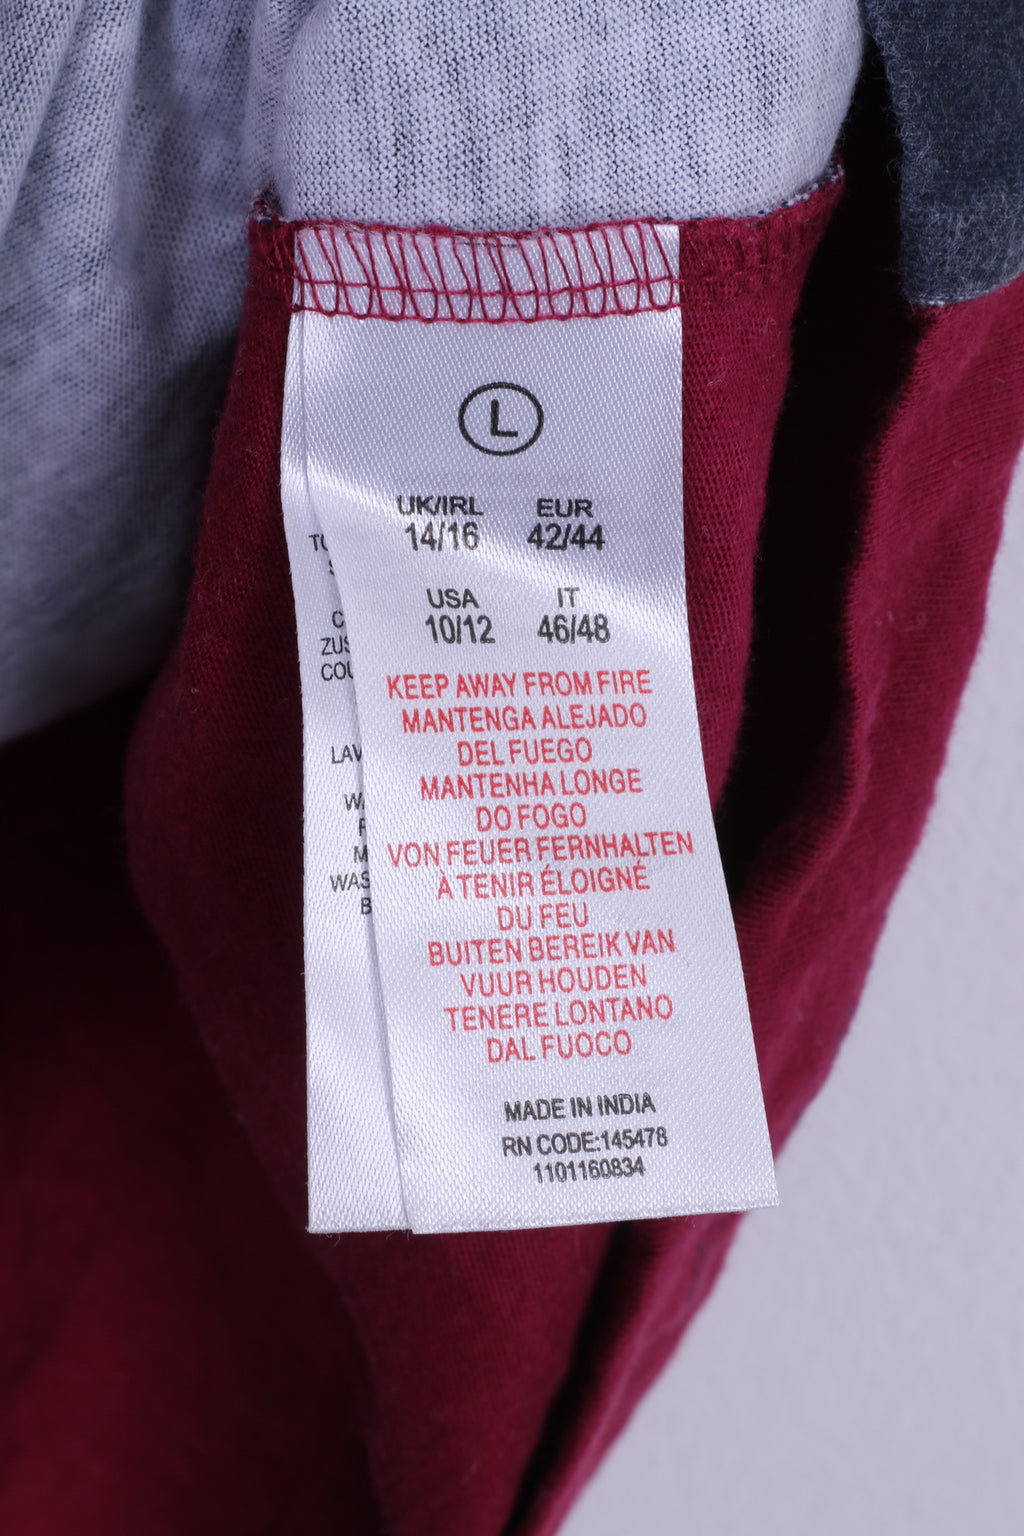 L
UK/IRL EUR
14/16 42/44
USA IT
10/12 46/48
KEEP AWAY FROM FIRE
MANTENGA ALEJADO
DEL FUEGO
MANTENHA LONGE
DO FOGO
VON FEUER FERNHALTEN
À TENIR ÉLOIGNÉ
DU FEU
BUITEN BEREIK VAN
VUUR HOUDEN
TENERE LONTANO
DAL FUOCO
MADE IN INDIA
RN CODE:145478
1101160834